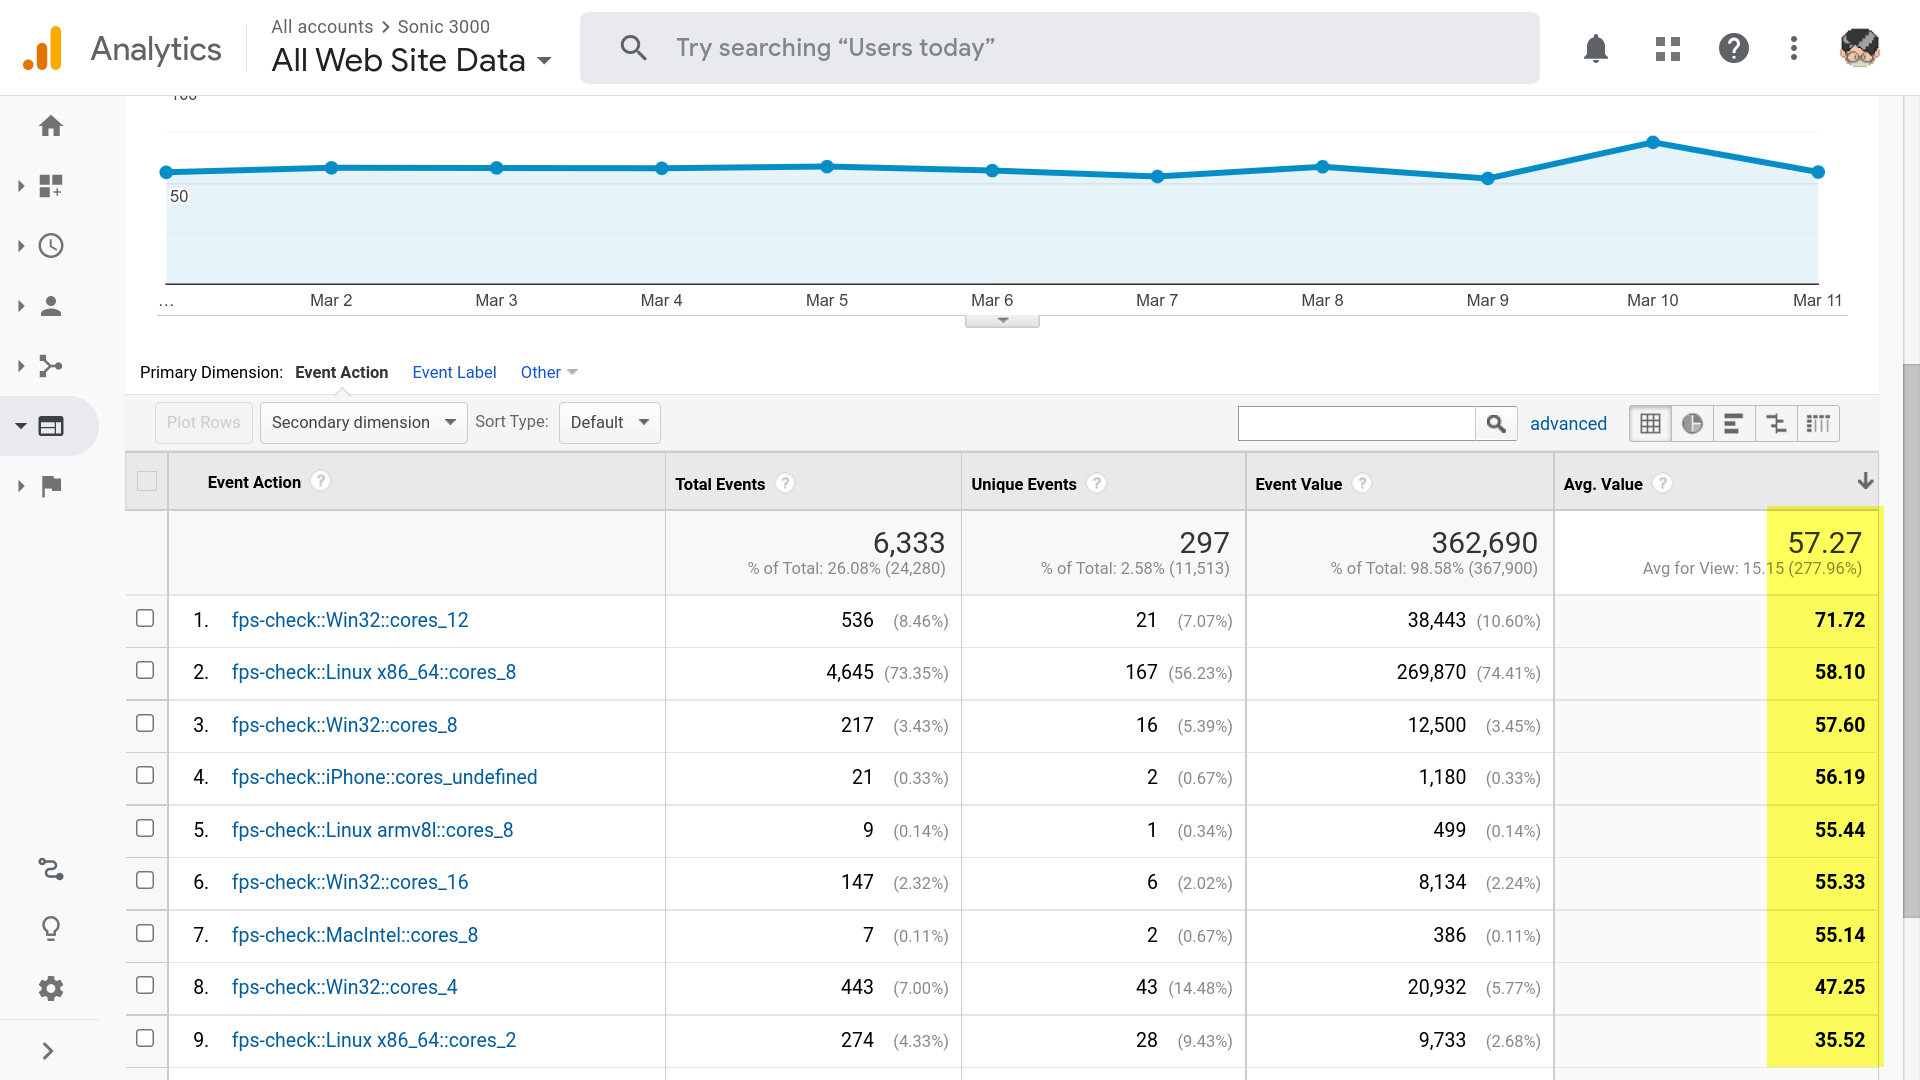 All accounts > Sonic 3000
Analytics
All Web Site Data
Try searching “Users today”
100
50
...
Mar 2
Mar 3
Mar 4
Mar 5
Mar 6
Mar 7
Mar 8
Mar 9
Mar 10
Mar 11
Primary Dimension: Event Action Event Label Other
Plot Rows Secondary dimension Sort Type: Default advanced
Event Action ? Total Events ? Unique Events ? Event Value ? Avg. Value ?
6,333 297 362,690 57.27
% of Total: 26.08% (24,280) % of Total: 2.58% (11,513) % of Total: 98.58% (367,900) Avg for View: 15.15 (277.96%)
1. fps-check::Win32::cores_12 536 (8.46%) 21 (7.07%) 38,443 (10.60%) 71.72
2. fps-check::Linux x86_64::cores_8 4,645 (73.35%) 167 (56.23%) 269,870 (74.41%) 58.10
3. fps-check::Win32::cores_8 217 (3.43%) 16 (5.39%) 12,500 (3.45%) 57.60
4. fps-check::iPhone::cores_undefined 21 (0.33%) 2 (0.67%) 1,180 (0.33%) 56.19
5. fps-check::Linux armv8l::cores_8 9 (0.14%) 1 (0.34%) 499 (0.14%) 55.44
6. fps-check::Win32::cores_16 147 (2.32%) 6 (2.02%) 8,134 (2.24%) 55.33
7. fps-check::MacIntel::cores_8 7 (0.11%) 2 (0.67%) 386 (0.11%) 55.14
8. fps-check::Win32::cores_4 443 (7.00%) 43 (14.48%) 20,932 (5.77%) 47.25
9. fps-check::Linux x86_64::cores_2 274 (4.33%) 28 (9.43%) 9,733 (2.68%) 35.52